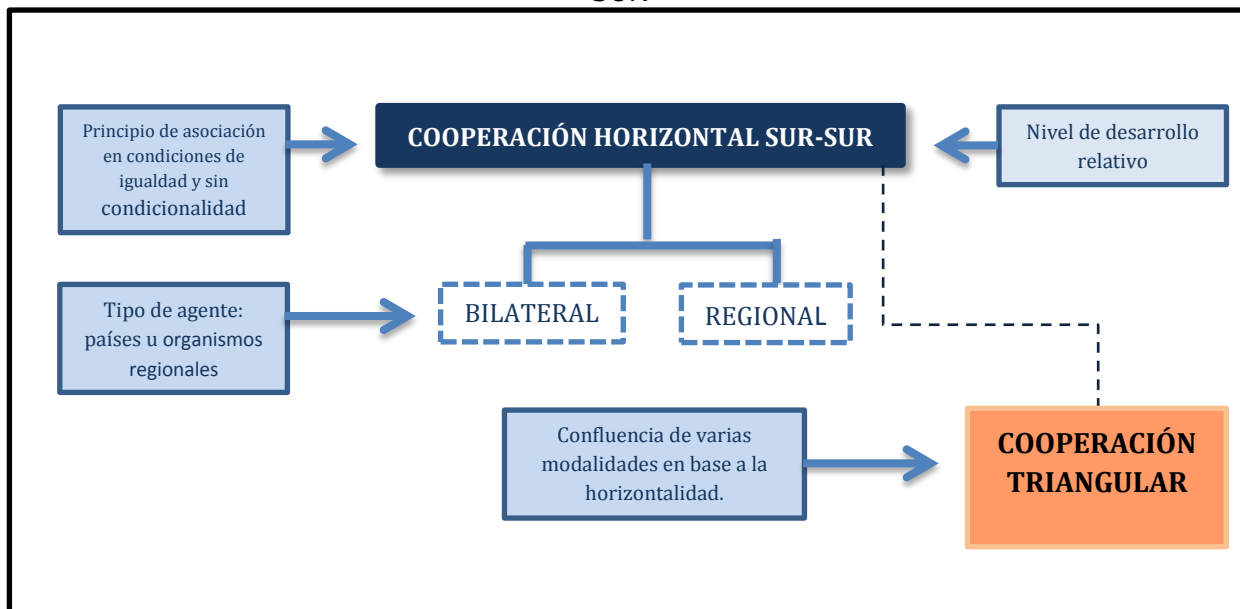 COOPERACIÓN HORIZONTAL SUR-SUR
Principio de asociación
en condiciones de
igualdad y sin
condicionalidad
Nivel de desarrollo
relativo
Tipo de agente:
países u organismos
regionales
BILATERAL
REGIONAL
Confluencia de varias
modalidades en base a la
horizontalidad.
COOPERACIÓN
TRIANGULAR